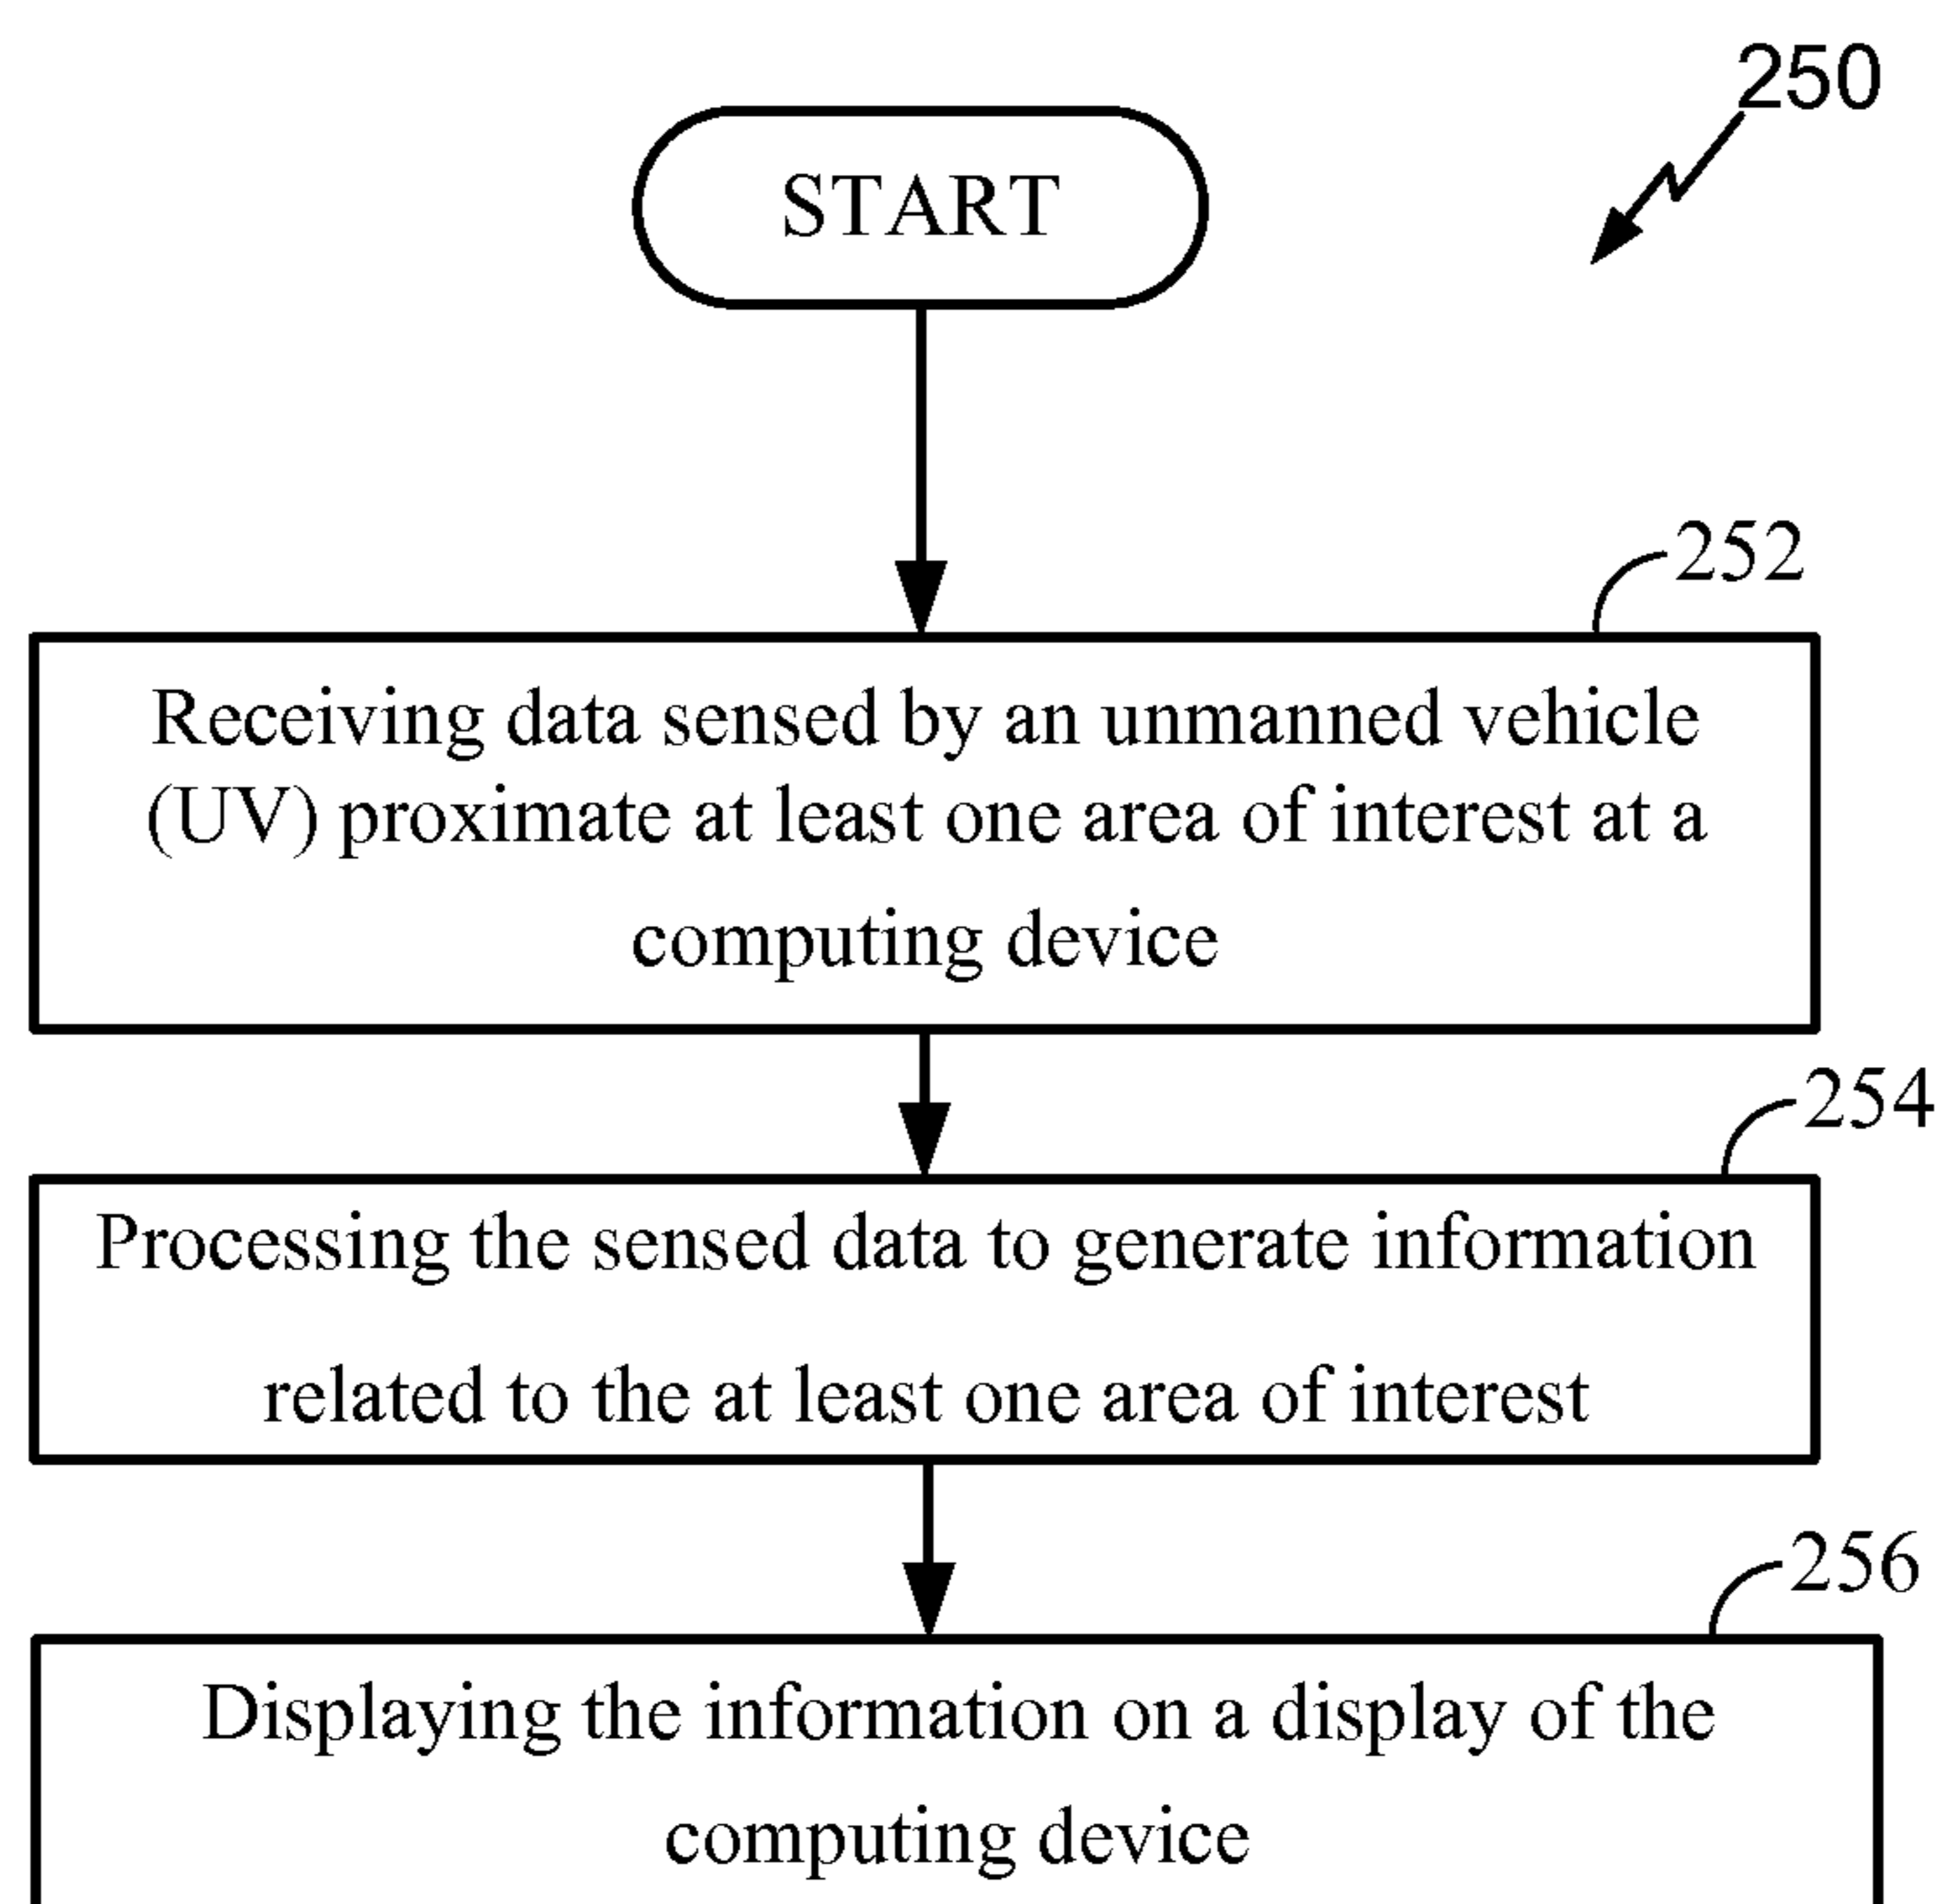 250
START
252
Receiving data sensed by an unmanned vehicle
(UV) proximate at least one area of interest at a
computing device
254
Processing the sensed data to generate information
related to the at least one area of interest
256
Displaying the information on a display of the
computing device